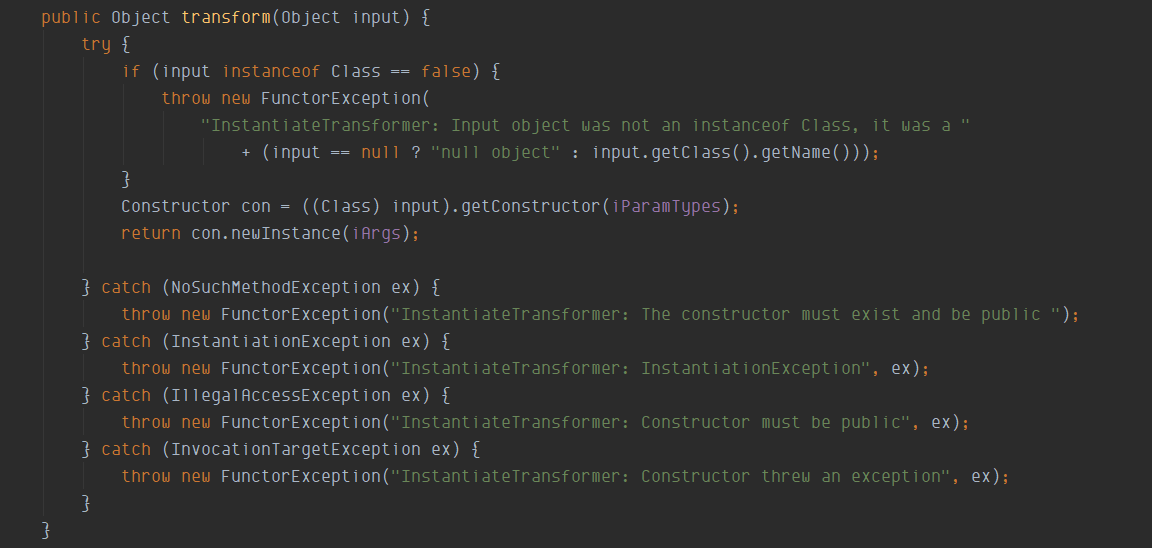 public Object transform(Object input) {
try {
if (input instanceof Class == false) {
throw new FunctorException(
"InstantiateTransformer: Input object was not an instanceof Class, it was a "
+ (input == null ? "null object" : input.getClass().getName()));
}
Constructor con = ((Class) input).getConstructor(iParamTypes);
return con.newInstance(iArgs);
} catch (NoSuchMethodException ex) {
throw new FunctorException("InstantiateTransformer: The constructor must exist and be public ");
} catch (InstantiationException ex) {
throw new FunctorException("InstantiateTransformer: InstantiationException", ex);
} catch (IllegalAccessException ex) {
throw new FunctorException("InstantiateTransformer: Constructor must be public", ex);
} catch (InvocationTargetException ex) {
throw new FunctorException("InstantiateTransformer: Constructor threw an exception", ex);
}
}